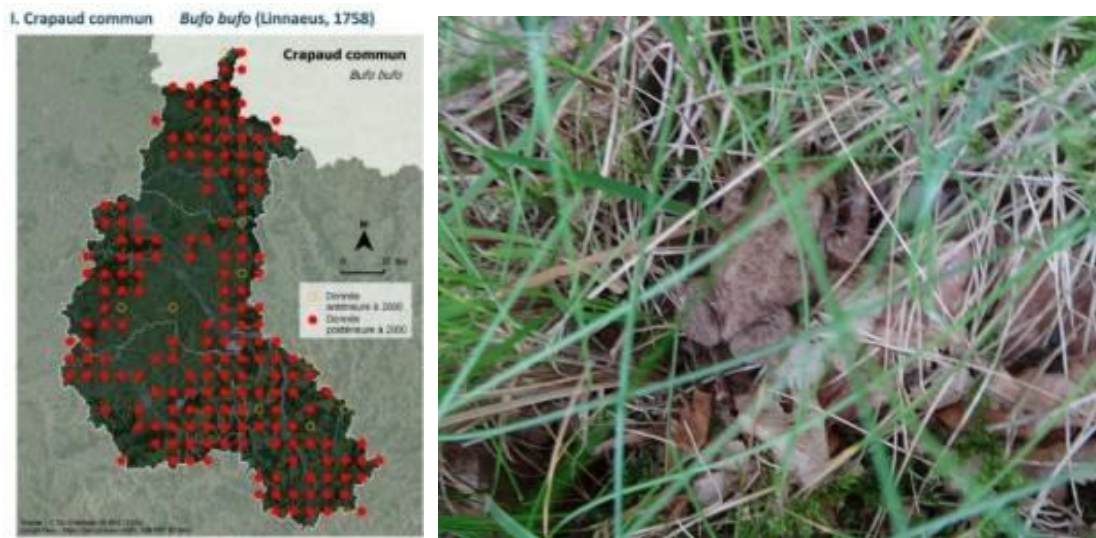 I. Crapaud commun Bufo bufo (Linnaeus, 1758)
Crapaud commun
Bufo bufo
N
Donnée
antérieure à 2000
Donnée
postérieure à 2000